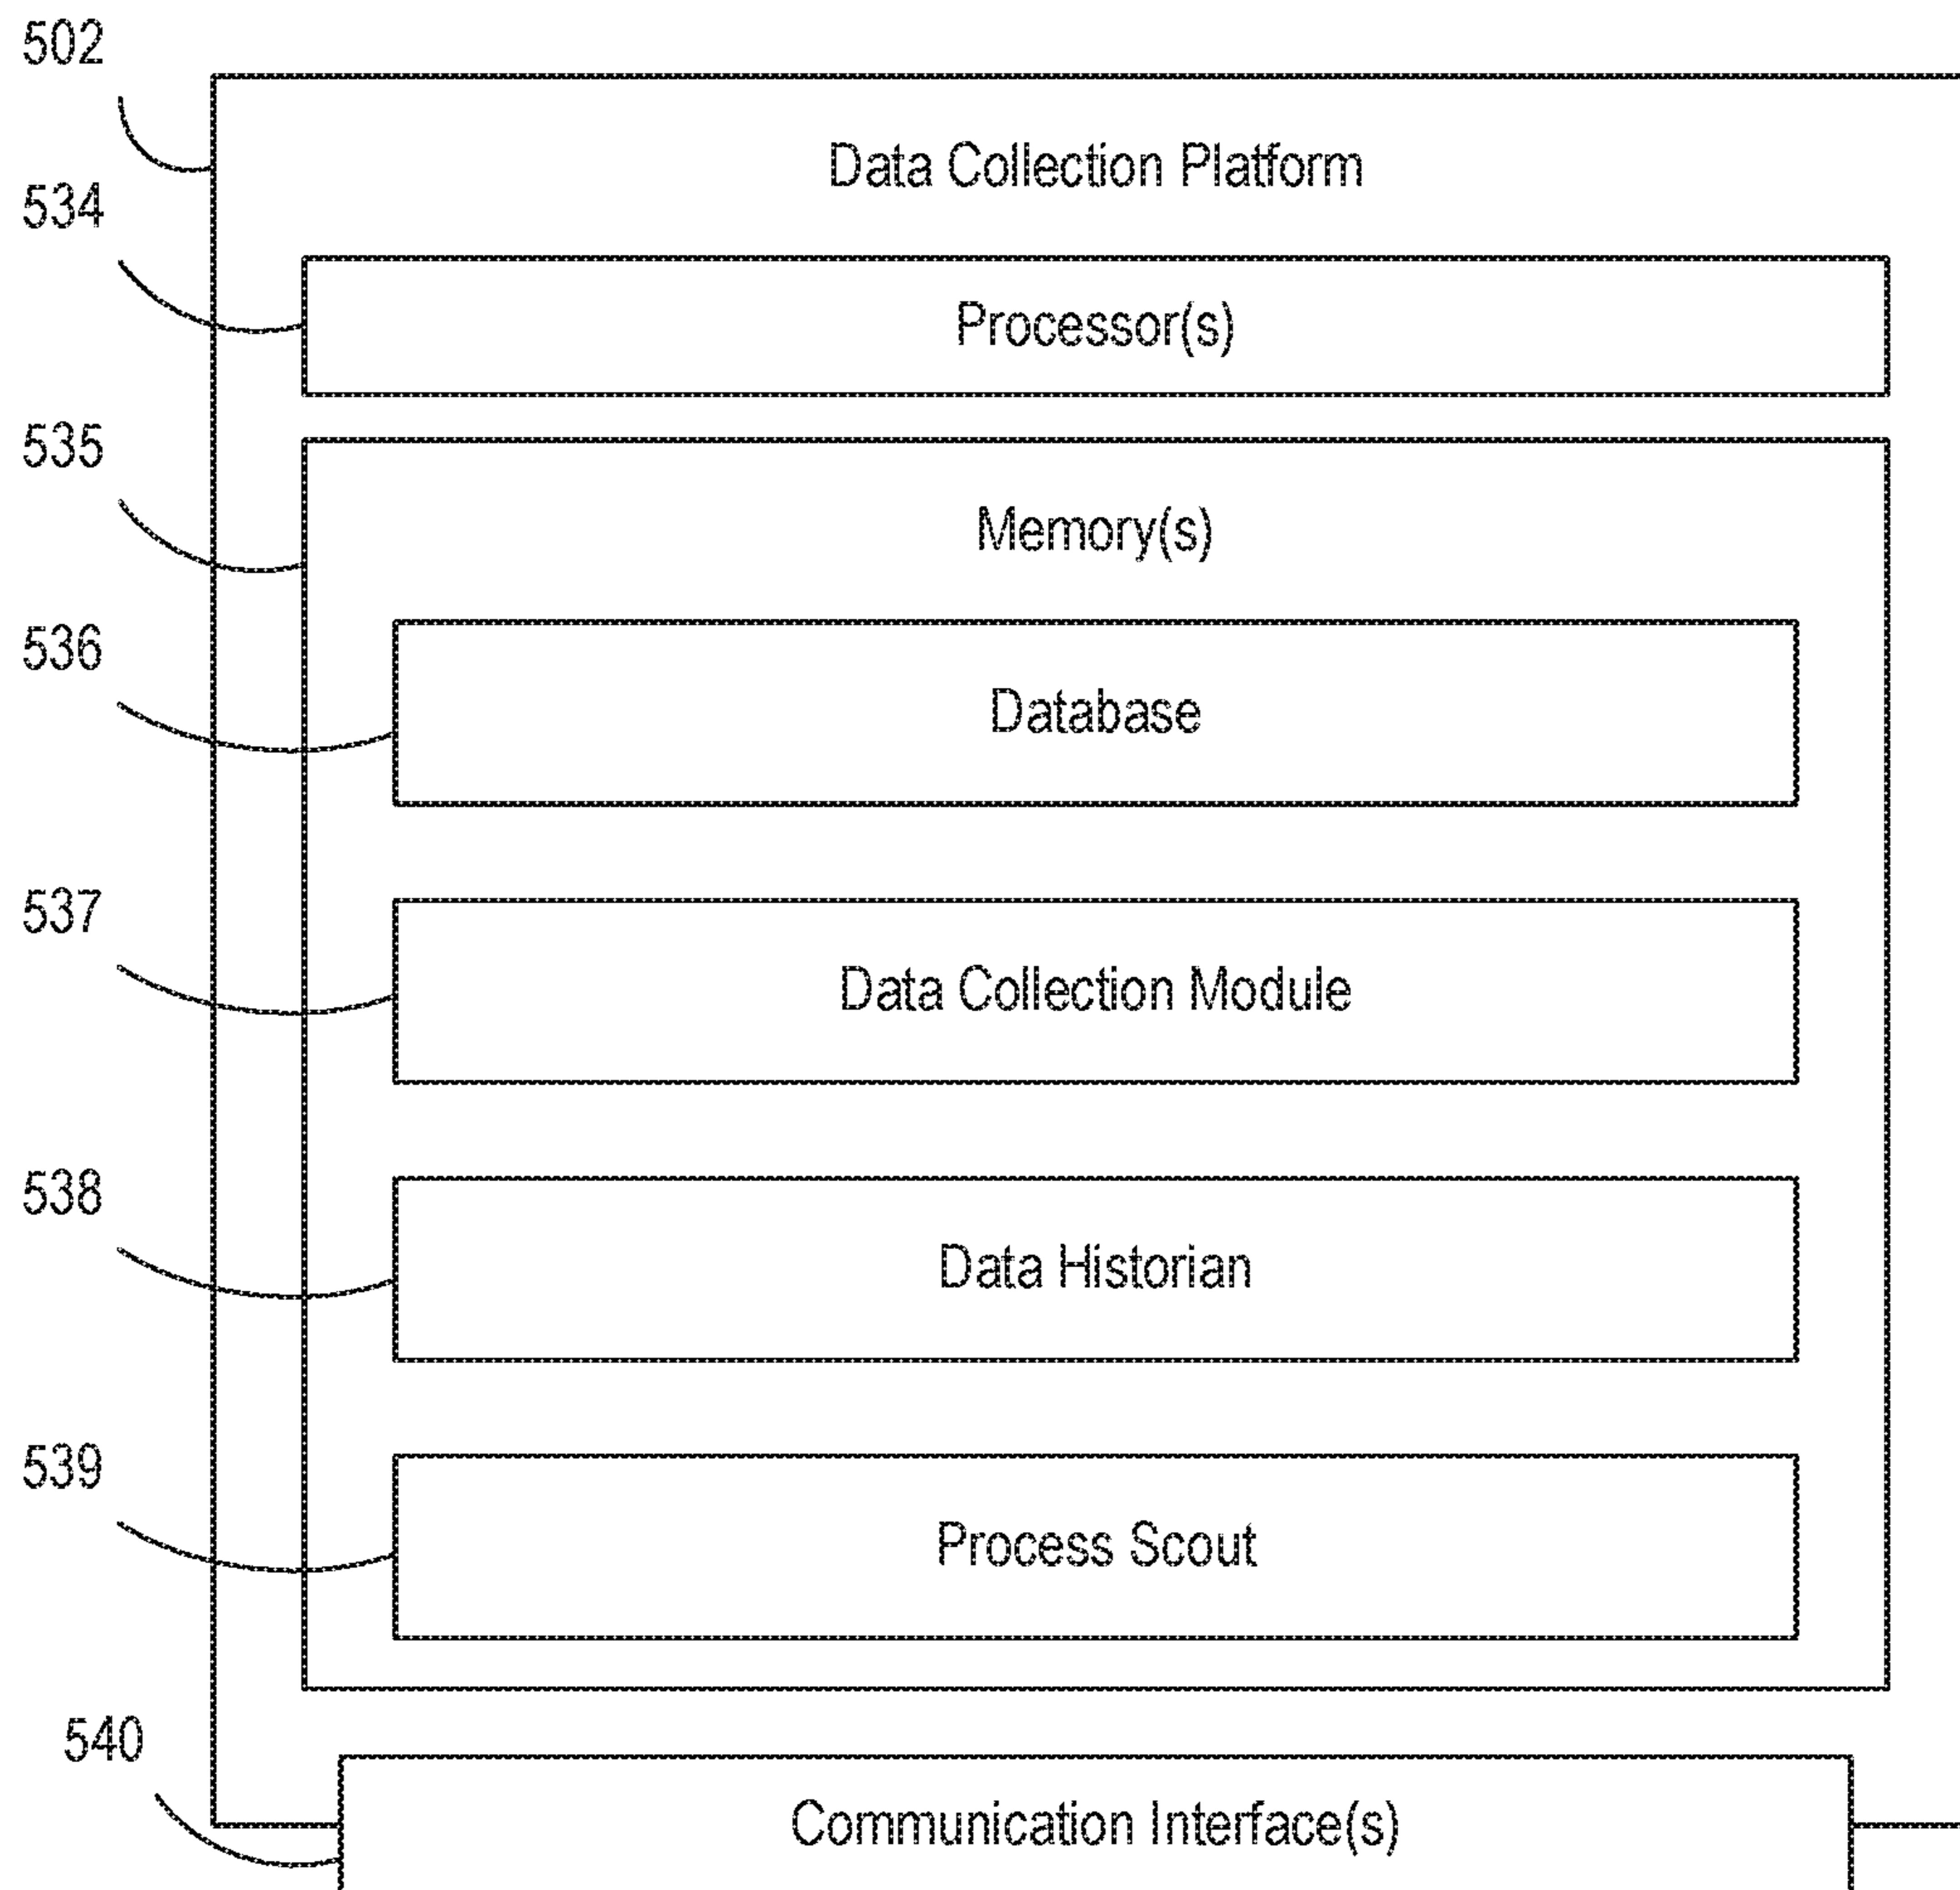 502
Data Collection Platform
534
Processor(s)
535
Memory(s)
536
Database
537
Data Collection Module
538
Data Historian
539
Process Scout
540
Communication Interface(s)